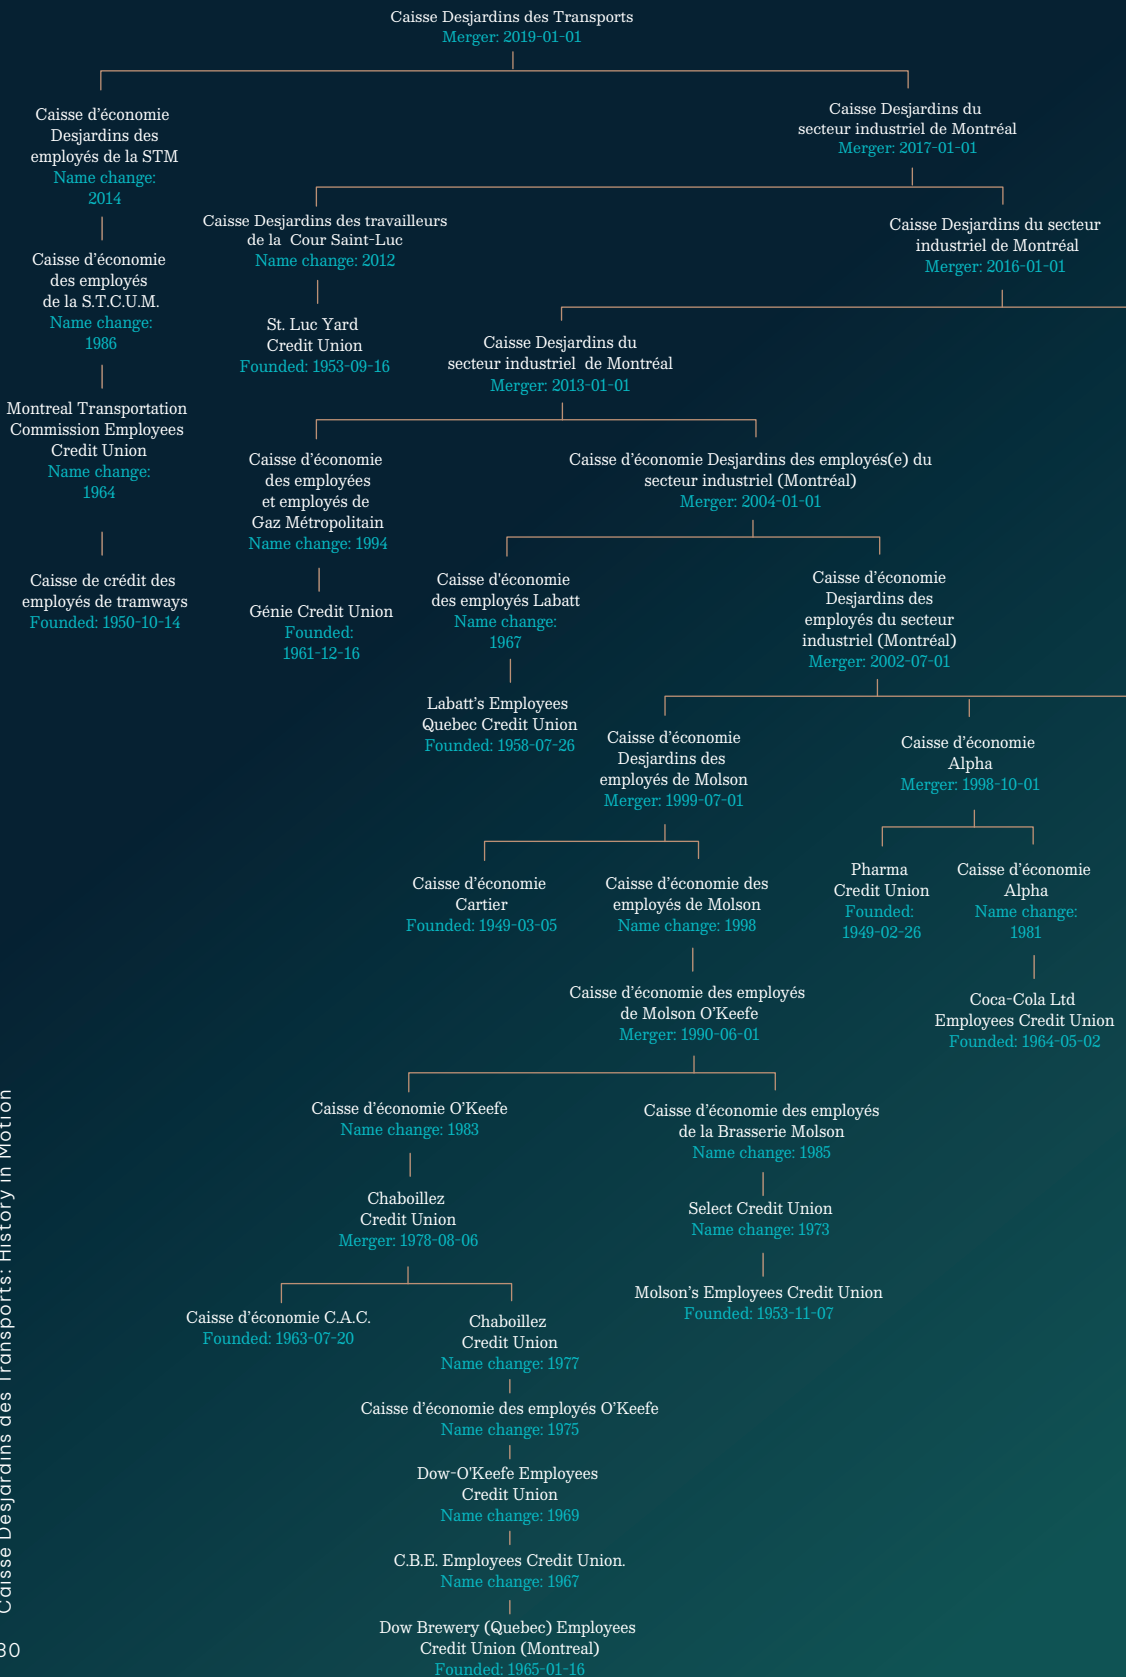 Caisse Desjardins des Transports
Merger: 2019-01-01
Caisse d'économie
Desjardins des
employés de la STM
Name change:
2014
Caisse d'économie
des employés
de la S.T.C.U.M.
Name change:
1986
Montreal Transportation
Commission Employees
Credit Union
Name change:
1964
Caisse de crédit des
employés de tramways
Founded: 1950-10-14
Caisse Desjardins du
secteur industriel de Montréal
Merger: 2017-01-01
Caisse Desjardins des travailleurs
de la Cour Saint-Luc
Name change: 2012
St. Luc Yard
Credit Union
Founded: 1953-09-16
Caisse Desjardins du secteur
industriel de Montréal
Merger: 2016-01-01
Caisse Desjardins du
secteur industriel de Montréal
Merger: 2013-01-01
Caisse d'économie
des employées
et employés de
Gaz Métropolitain
Name change: 1994
Génie Credit Union
Founded:
1961-12-16
Caisse d'économie Desjardins des employés(e) du
secteur industriel (Montréal)
Merger: 2004-01-01
Caisse d'économie
des employés Labatt
Name change:
1967
Labatt's Employees
Quebec Credit Union
Founded: 1958-07-26
Caisse d'économie
Desjardins des
employés du secteur
industriel (Montréal)
Merger: 2002-07-01
Caisse d'économie
Desjardins des
employés de Molson
Merger: 1999-07-01
Caisse d'économie
Alpha
Merger: 1998-10-01
Caisse d'économie
Cartier
Founded: 1949-03-05
Caisse d'économie des
employés de Molson
Name change: 1998
Pharma
Credit Union
Founded:
1949-02-26
Caisse d'économie
Alpha
Name change:
1981
Coca-Cola Ltd
Employees Credit Union
Founded: 1964-05-02
Caisse d'économie des employés
de Molson O'Keefe
Merger: 1990-06-01
Caisse d'économie O'Keefe
Name change: 1983
Chaboillez
Credit Union
Merger: 1978-08-06
Caisse d'économie des employés
de la Brasserie Molson
Name change: 1985
Select Credit Union
Name change: 1973
Molson's Employees Credit Union
Founded: 1953-11-07
Caisse d'économie C.A.C.
Founded: 1963-07-20
Chaboillez
Credit Union
Name change: 1977
Caisse d'économie des employés O'Keefe
Name change: 1975
Dow-O'Keefe Employees
Credit Union
Name change: 1969
C.B.E. Employees Credit Union.
Name change: 1967
Dow Brewery (Quebec) Employees
Credit Union (Montreal)
Founded: 1965-01-16
Caisse Desjardins des Transports: History in Motion
30